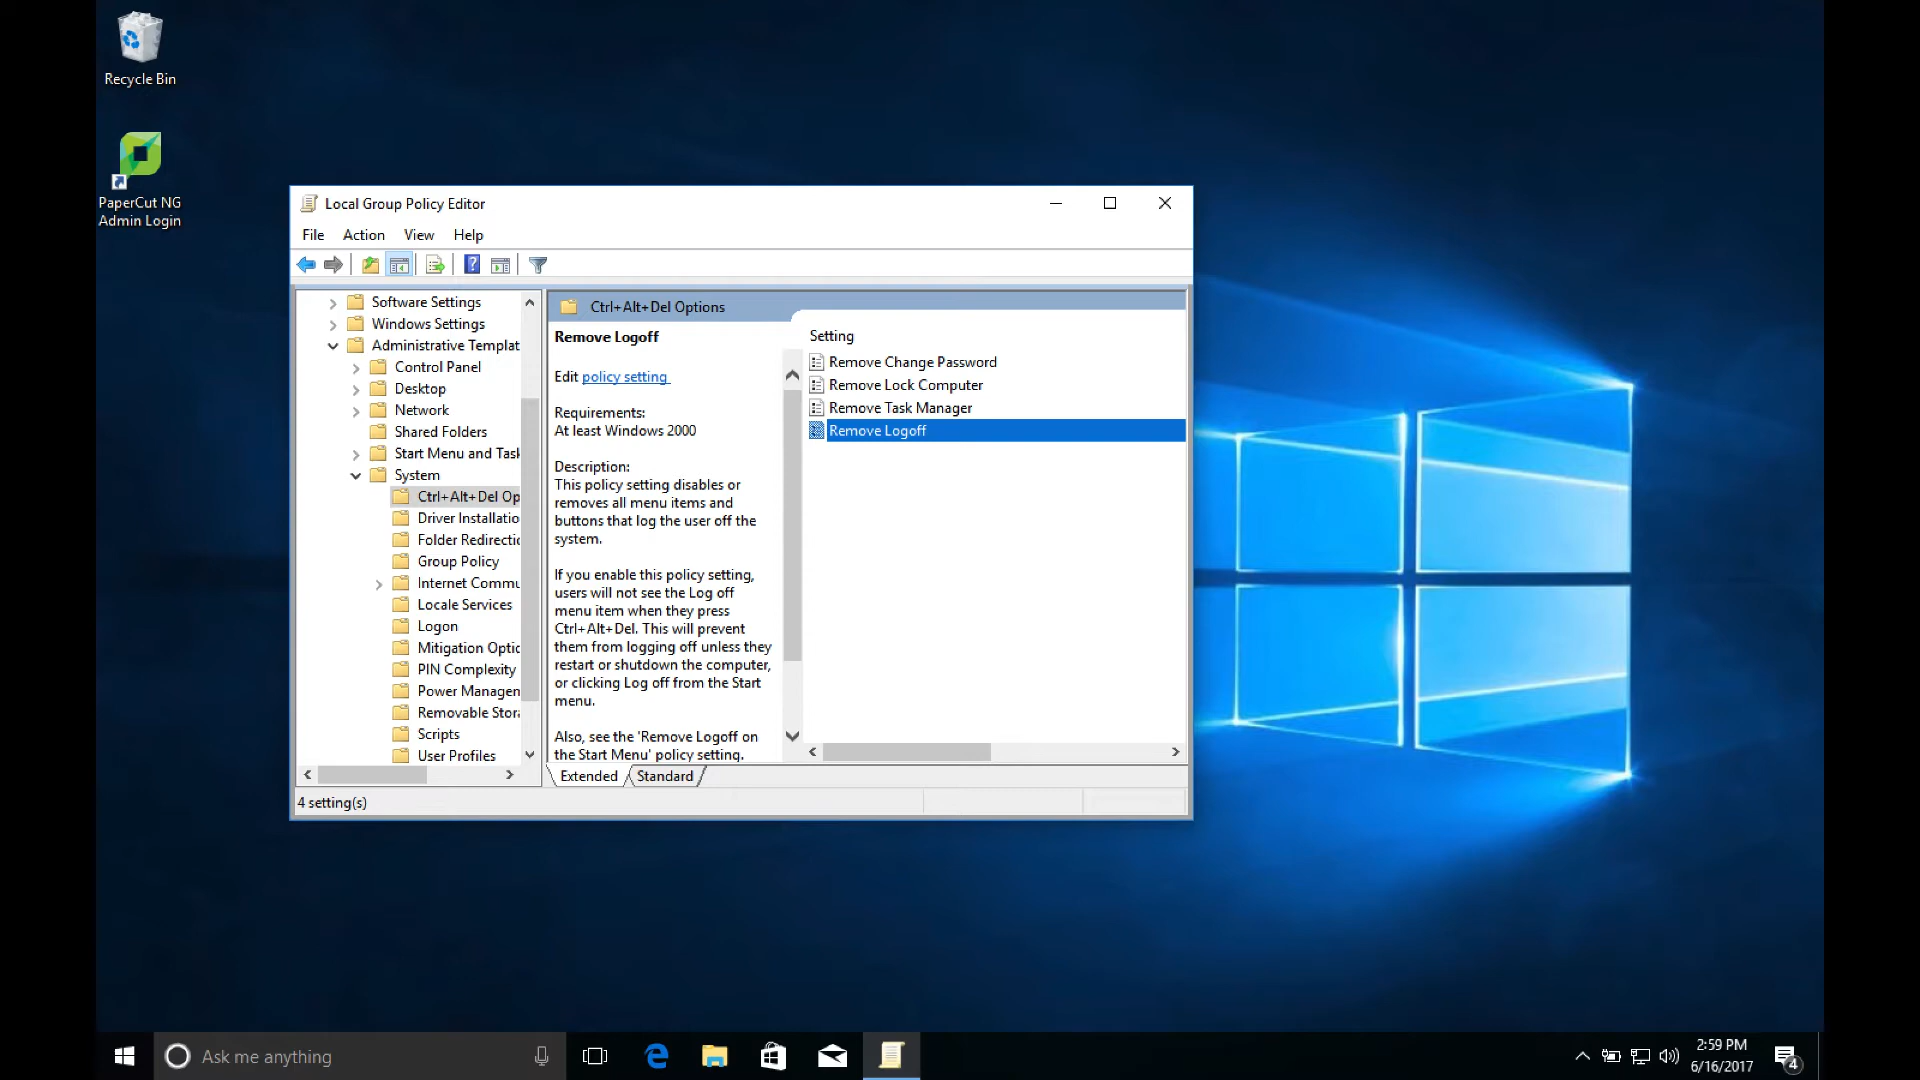 Recycle Bin
PaperCut NG
Admin Login
Local Group Policy Editor
File Action View Help
Software Settings
Windows Settings
Administrative Templat
Control Panel
Desktop
Network
Shared Folders
Start Menu and Task
System
Ctrl+Alt+Del Op
Driver Installatio
Folder Redirectio
Group Policy
Internet Commu
Locale Services
Logon
Mitigation Optio
PIN Complexity
Power Managen
Removable Stora
Scripts
User Profiles
Ctrl+Alt+Del Options
Remove Logoff
Edit policy setting
Requirements:
At least Windows 2000
Description:
This policy setting disables or
removes all menu items and
buttons that log the user off the
system.
If you enable this policy setting,
users will not see the Log off
menu item when they press
Ctrl+Alt+Del. This will prevent
them from logging off unless they
restart or shutdown the computer,
or clicking Log off from the Start
menu.
Also, see the 'Remove Logoff on
the Start Menu' policy setting.
Setting
Remove Change Password
Remove Lock Computer
Remove Task Manager
Remove Logoff
Extended Standard
4 setting(s)
Ask me anything
2:59 PM
6/16/2017
4